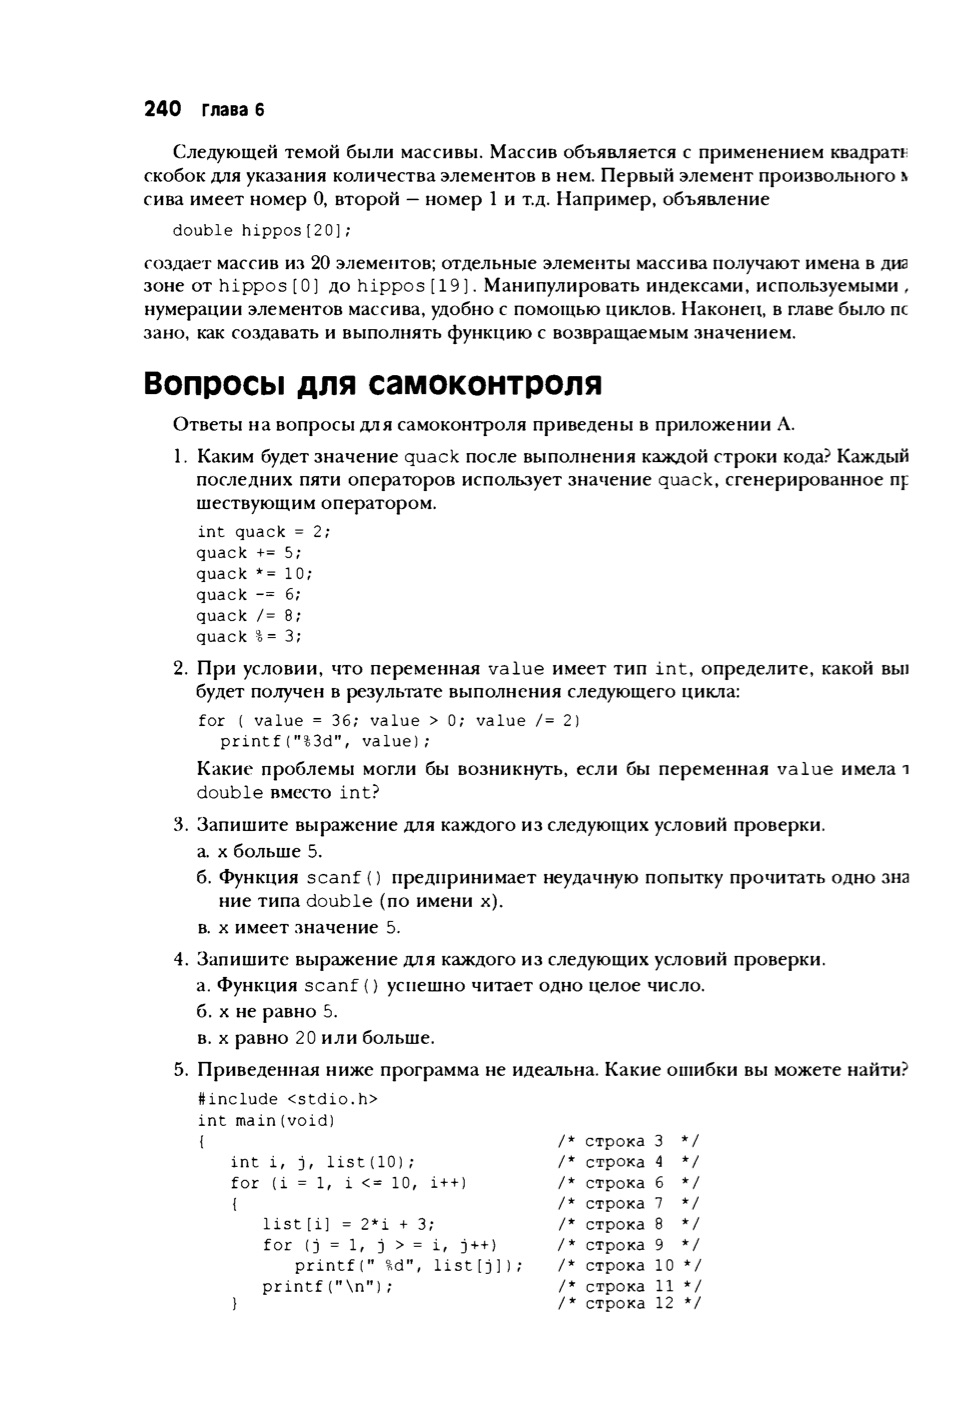 240 Глава 6
Следующей темой были массивы. Массив объявляется с применением
скобок для указания количества элементов в нем. Первый элемент произвольного
сива имеет номер 0, второй — номер 1 и т.д. Например, объявление
double hippos[20];
создает массив из 20 элементов; отдельные элементы массива получают имена в диа
зоне от hippos[0] до hippos[19]. Манипулировать индексами, используемыми
нумерации элементов массива, удобно с помощью циклов. Наконец, в главе было по
зано, как создавать и выполнять функцию с возвращаемым значением.
Вопросы для самоконтроля
Ответы на вопросы для самоконтроля приведены в приложении А.
1. Каким будет значение quack после выполнения каждой строки кода? Каждый
последних пяти операторов использует значение quack, сгенерированное пр
шествующим оператором.
int quack = 2;
quack += 5;
quack *= 10;
quack -= 6;
quack /= 8;
quack %= 3;
2. При условии, что переменная value имеет тип int, определите, какой
будет получен в результате выполнения следующего цикла:
for ( value = 36; value > 0; value /= 2)
printf("%3d", value);
Какие проблемы могли бы возникнуть, если бы переменная value имела
double вместо int?
3. Запишите выражение для каждого из следующих условий проверки.
а. x больше 5.
б. Функция scanf() предпринимает неудачную попытку прочитать одно зна
ние типа double (по имени x).
в. x имеет значение 5.
4. Запишите выражение для каждого из следующих условий проверки.
а. Функция scanf() успешно читает одно целое число.
б. x не равно 5.
в. x равно 20 или больше.
5. Приведенная ниже программа не идеальна. Какие ошибки вы можете найти?
#include <stdio.h>
int main(void)
{ /* строка 3 */
int i, j, list(10); /* строка 4 */
for (i = 1, i <= 10, i++) /* строка 6 */
{ /* строка 7 */
list[i] = 2*i + 3; /* строка 8 */
for (j = 1, j > = i, j++) /* строка 9 */
printf(" %d", list[j]); /* строка 10 */
printf("\n"); /* строка 11 */
} /* строка 12 */